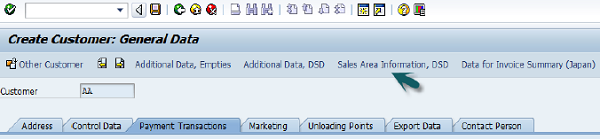 Create Customer: General Data
Other Customer Additional Data, Empties Additional Data, DSD Sales Area Information, DSD Data for Invoice Summary (Japan)
Customer AA
Address Control Data Payment Transactions Marketing Unloading Points Export Data Contact Person